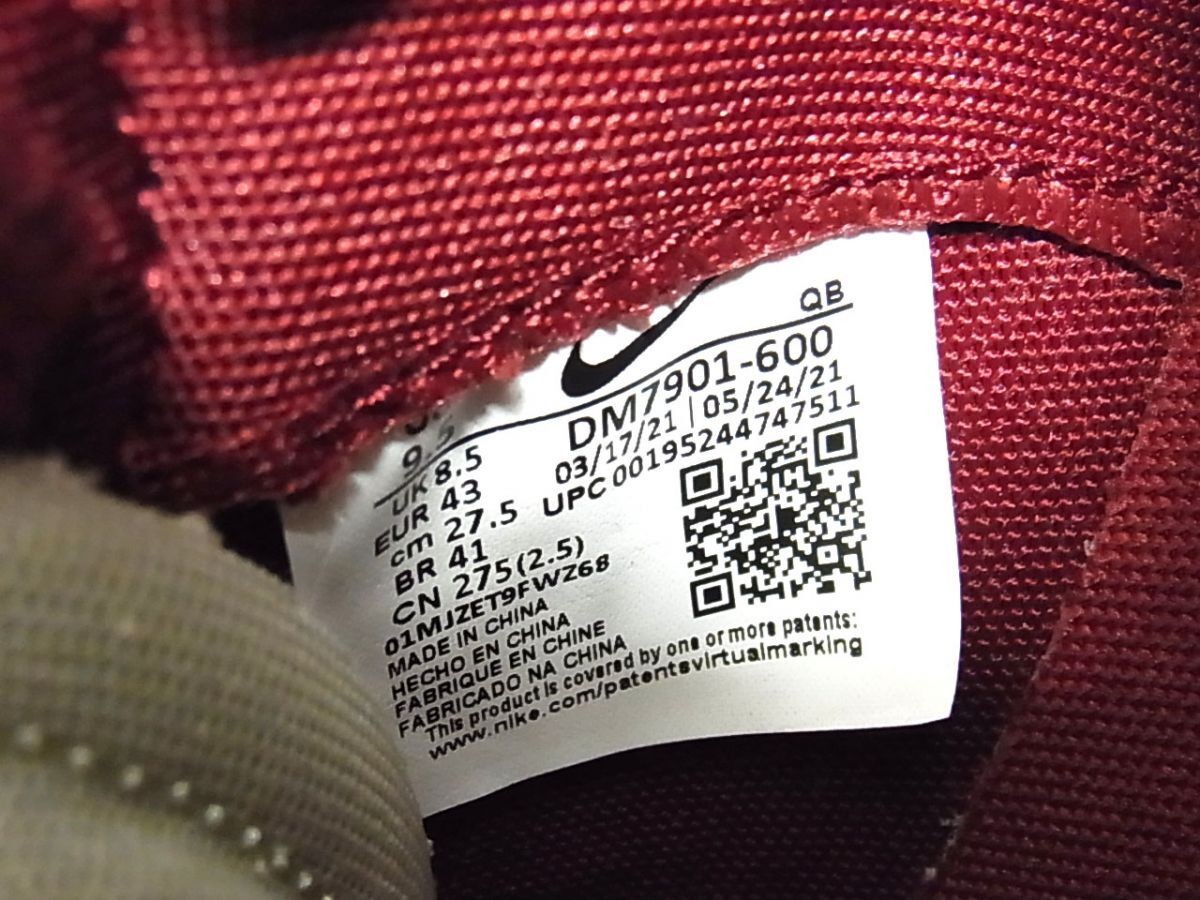 QB
9.5
DM7901-600
UK 8.5
03/17/21 | 05/24/21
EUR 43
UPC 00195244747511
cm 27.5
BR 41
CN 275(2.5)
01MJZET9FWZ68
MADE IN CHINA
HECHO EN CHINA
FABRIQUE EN CHINE
FABRICADO NA CHINA
This product is covered by one or more patents:
www.nike.com/patentsvirtualmarking